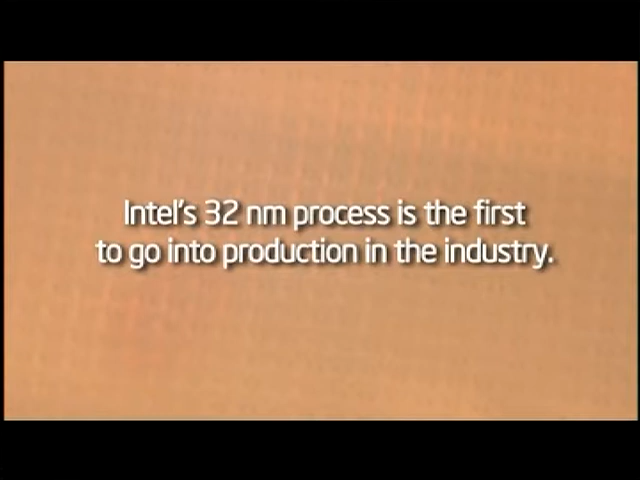 Intel's 32 nm process is the first
to go into production in the industry.